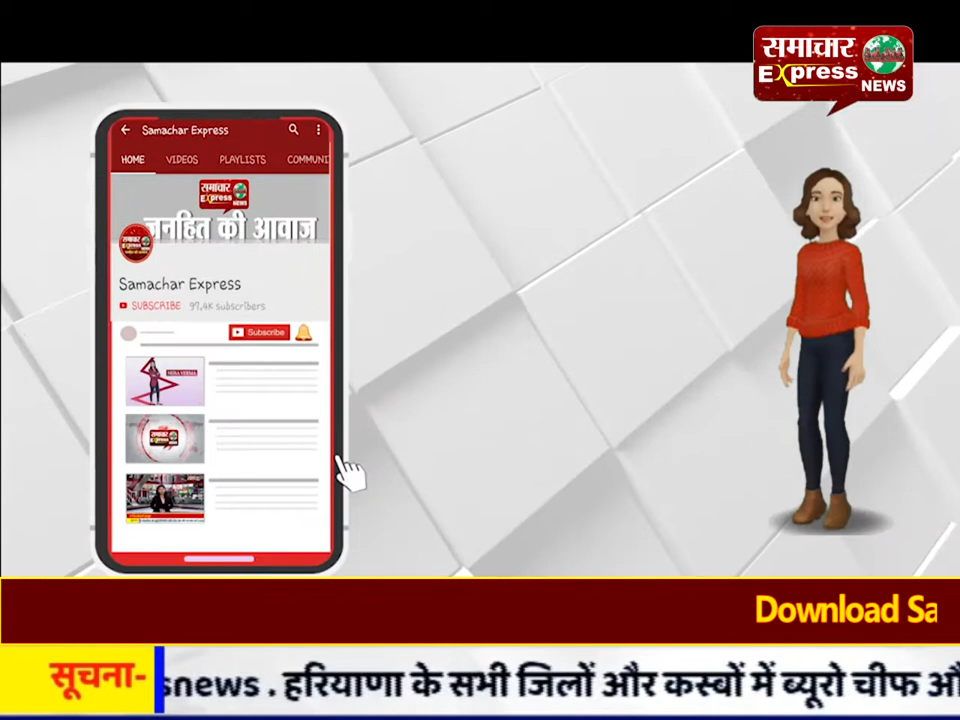 समाचार
Express
NEWS
Samachar Express
HOME VIDEOS PLAYLISTS COMMUNI
समाचार
Express
NEWS
जनहित की आवाज
Samachar Express
SUBSCRIBE 97.4K subscribers
Subscribe
Download Sa
सूचना- snews . हरियाणा के सभी जिलों और कस्बों में ब्यूरो चीफ औ